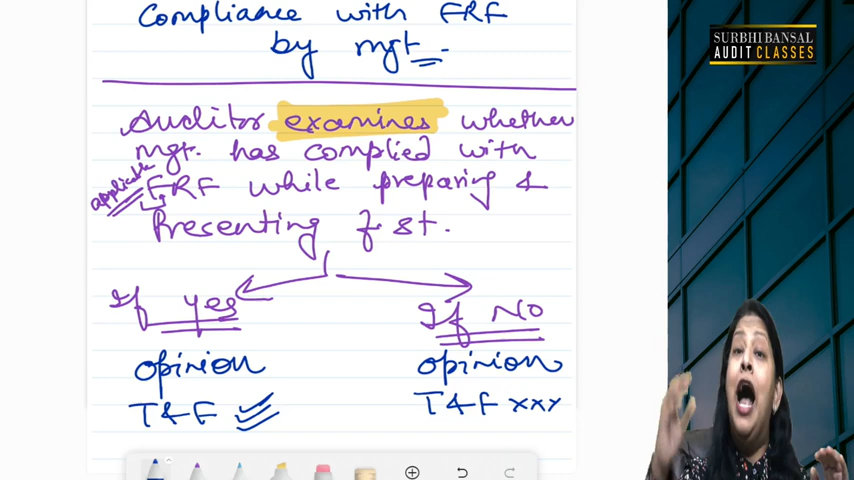 Compliance with FRF
by mgt.
Auditor examines whether
mgt. has complied with
applicable FRF while preparing &
Presenting f st.
If yes
If No
opinion
opinion
T & F
T & F xxx
SURBHI BANSAL
AUDIT CLASSES